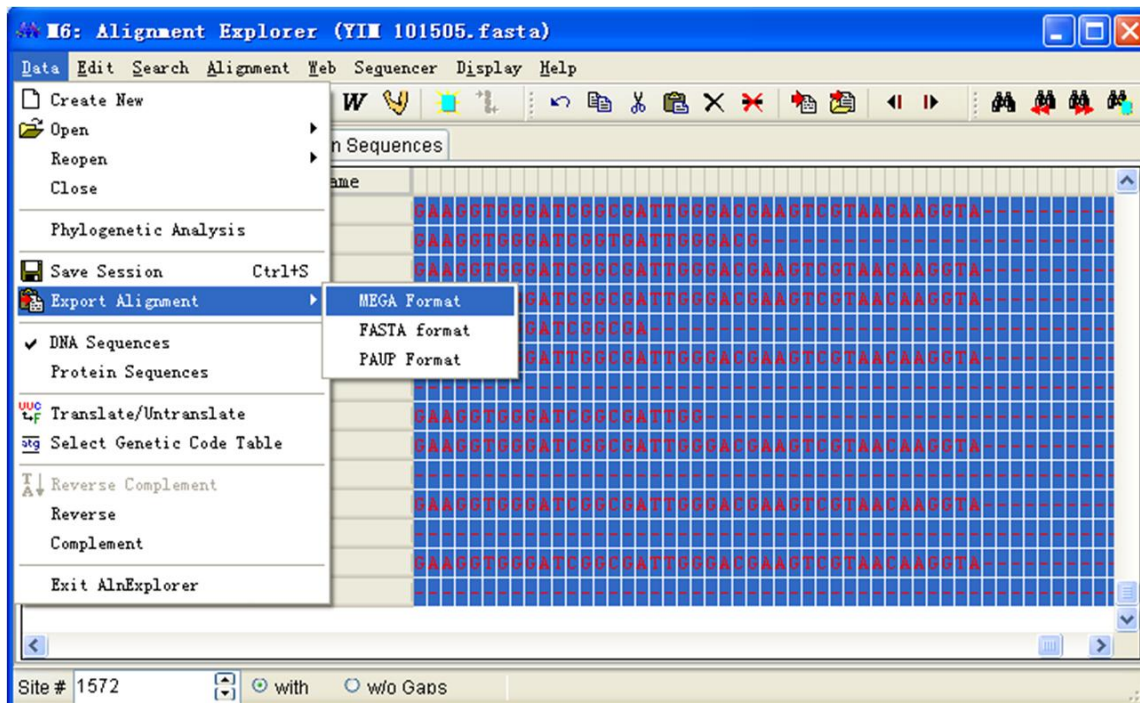 M6: Alignment Explorer (YIM 101505.fasta)
Data Edit Search Alignment Web Sequencer Display Help
Create New
W
Open
n Sequences
Reopen
ame
Close
GAAGGTGGGATCGGCGATTGGGACGAAGTCGTAACAAGGTA---------
Phylogenetic Analysis
GAAGGTGGGATCGGTGATTGGGACG-------------------------
Save Session Ctrl+S
GAAGGTGGGATCGGCGATTGGGACGAAGTCGTAACAAGGTA---------
Export Alignment
MEGA Format
GATCGGCGATTGGGACGAAGTCGTAACAAGGTA---------
FASTA format
GATCGGCGA---------------------------------
DNA Sequences
PAUP Format
GATTGGCGATTGGGACGAAGTCGTAACAAGGTA---------
Protein Sequences
--------------------------------------------------
UUC
L→F
Translate/Untranslate
GAAGGTGGGATCGGCGATTGG-----------------------------
atg
Select Genetic Code Table
GAAGGTGGGATCGGCGATTGGGACGAAGTCGTAACAAGGTA---------
--------------------------------------------------
T
A
Reverse Complement
Reverse
GAAGGTGGGATCGGCGATTGGGACGAAGTCGTAACAAGGTA---------
Complement
--------------------------------------------------
GAAGGTGGGATCGGCGATTGGGACGAAGTCGTAACAAGGTA---------
Exit AlnExplorer
--------------------------------------------------
Site # 1572 with w/o Gaps